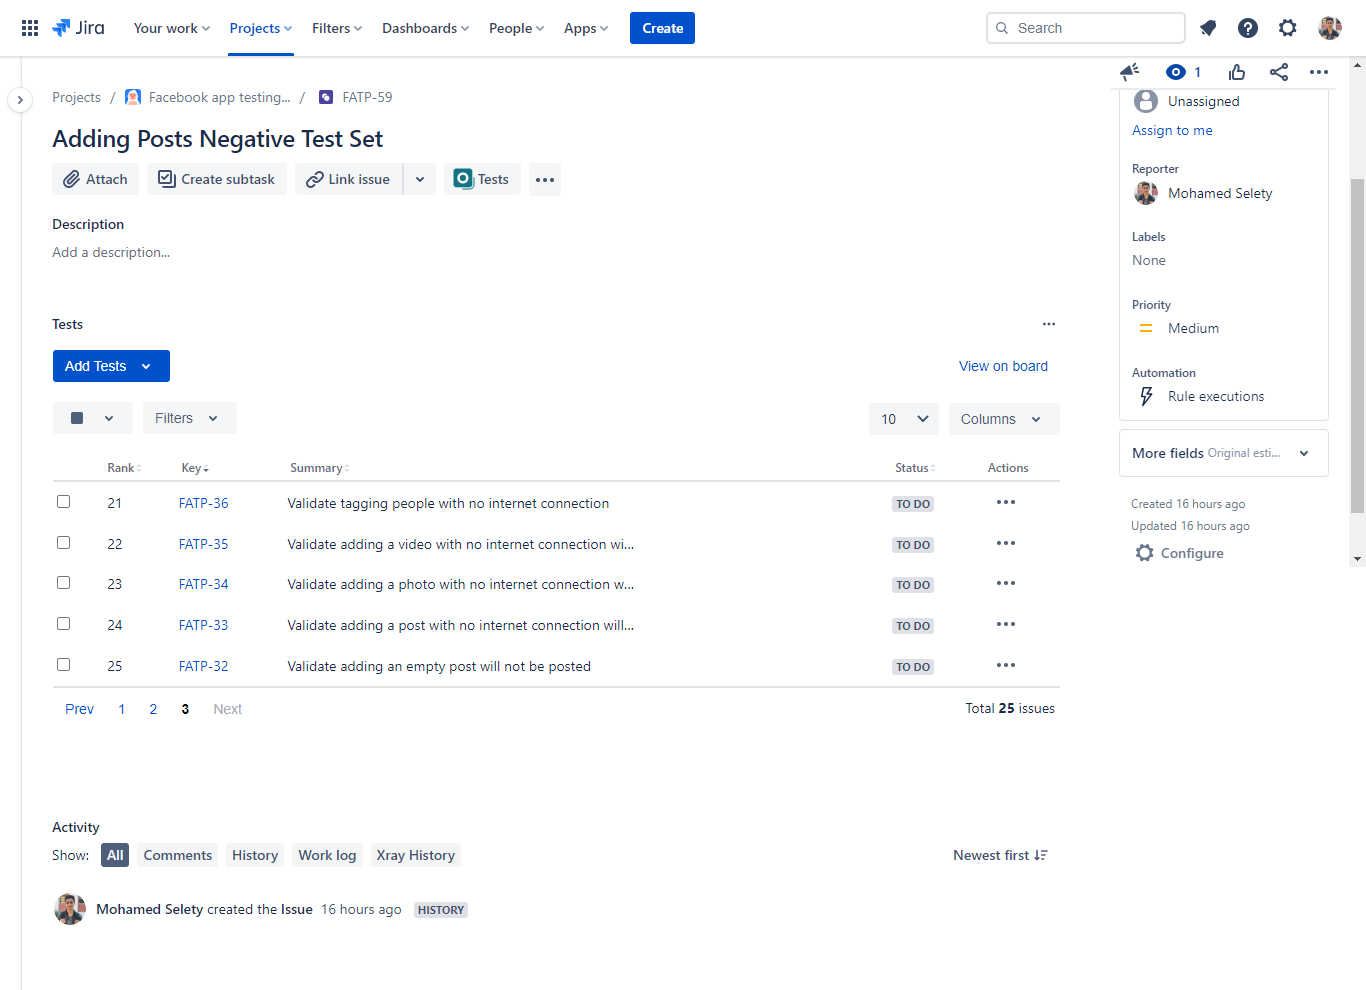 Jira
Your work
Projects
Filters
Dashboards
People
Apps
Create
Search
1
Projects / Facebook app testing... / FATP-59
Adding Posts Negative Test Set
Attach
Create subtask
Link issue
Tests
Description
Add a description...
Tests
Add Tests
View on board
Filters
10
Columns
Rank Key Summary Status Actions
21 FATP-36 Validate tagging people with no internet connection TO DO
22 FATP-35 Validate adding a video with no internet connection wi... TO DO
23 FATP-34 Validate adding a photo with no internet connection w... TO DO
24 FATP-33 Validate adding a post with no internet connection will... TO DO
25 FATP-32 Validate adding an empty post will not be posted TO DO
Prev 1 2 3 Next
Total 25 issues
Activity
Show: All Comments History Work log Xray History
Newest first
Mohamed Selety created the Issue 16 hours ago HISTORY
Unassigned
Assign to me
Reporter
Mohamed Selety
Labels
None
Priority
Medium
Automation
Rule executions
More fields Original esti...
Created 16 hours ago
Updated 16 hours ago
Configure